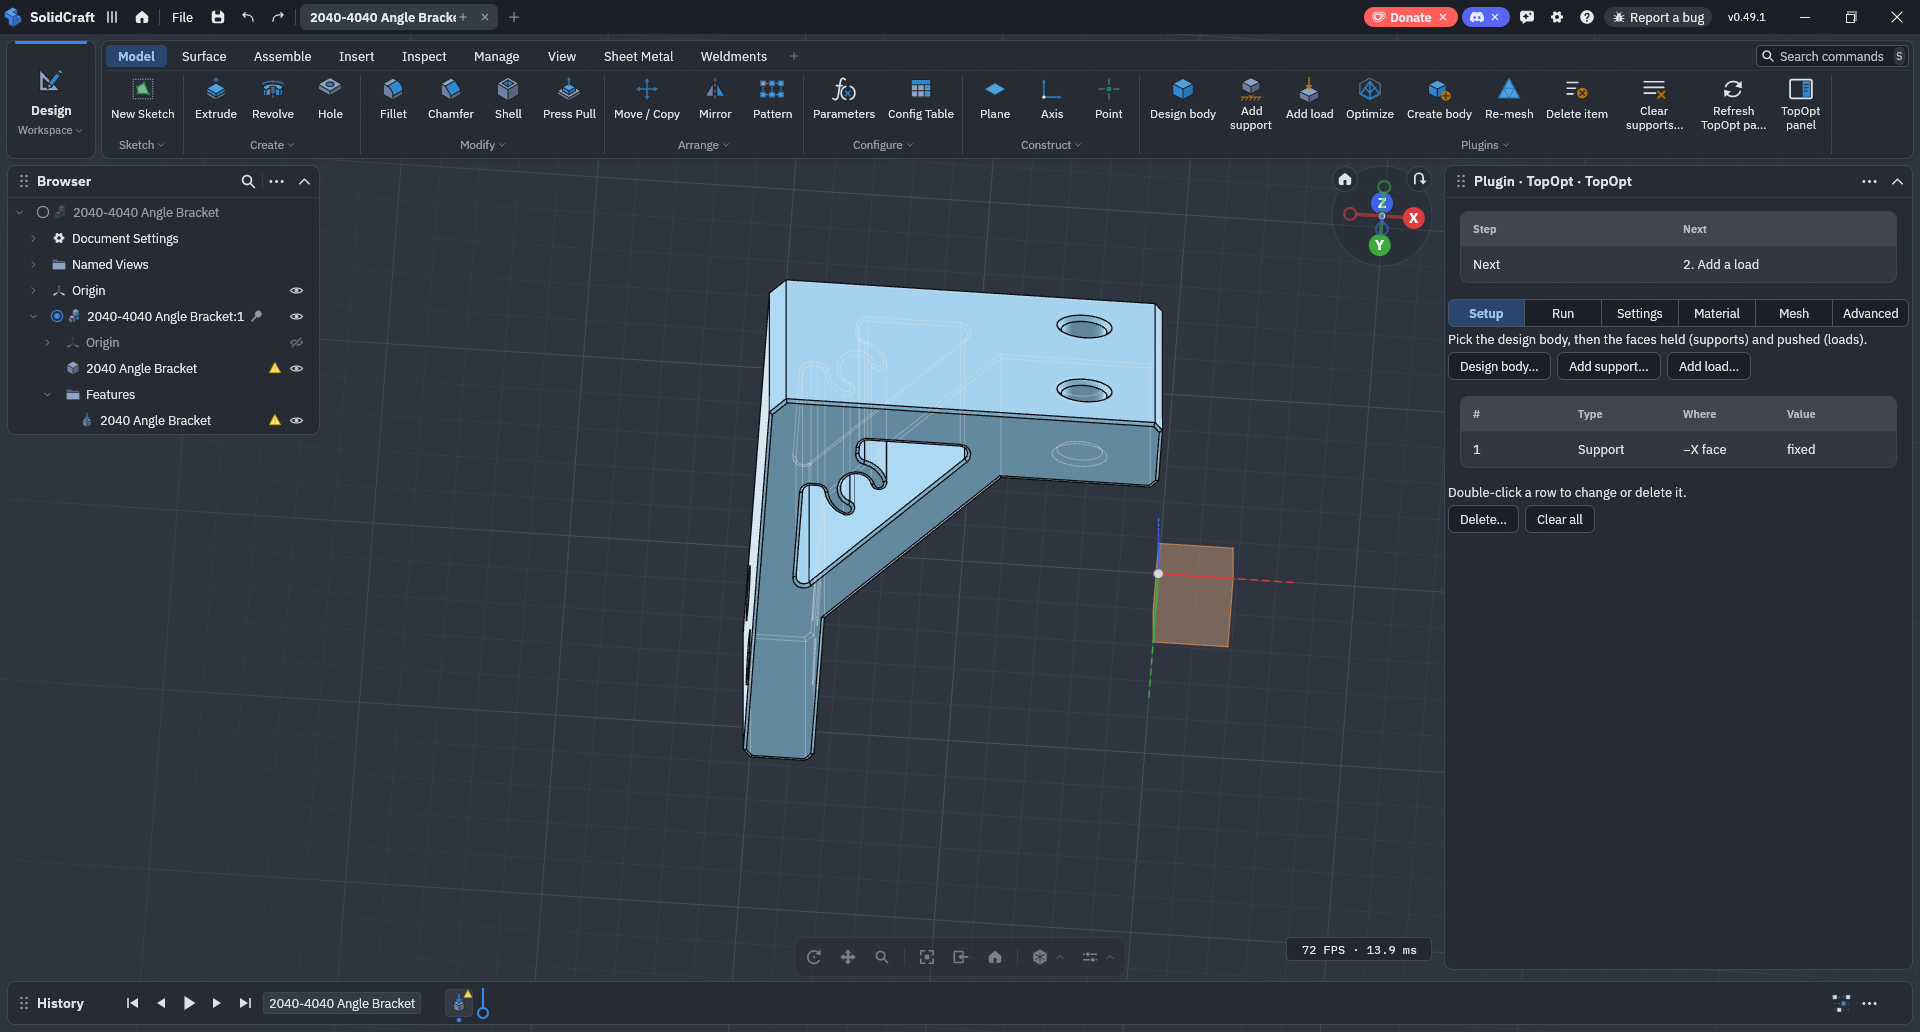 SolidCraft
File
2040-4040 Angle Bracke
Donate
Report a bug
v0.49.1
Design
Workspace
Model
Surface
Assemble
Insert
Inspect
Manage
View
Sheet Metal
Weldments
Search commands
S
New Sketch
Extrude
Revolve
Hole
Fillet
Chamfer
Shell
Press Pull
Move / Copy
Mirror
Pattern
Parameters
Config Table
Plane
Axis
Point
Design body
Add support
Add load
Optimize
Create body
Re-mesh
Delete item
Clear supports...
Refresh TopOpt pa...
TopOpt panel
Sketch
Create
Modify
Arrange
Configure
Construct
Plugins
Browser
2040-4040 Angle Bracket
Document Settings
Named Views
Origin
2040-4040 Angle Bracket:1
Origin
2040 Angle Bracket
Features
2040 Angle Bracket
Z
X
Y
Plugin · TopOpt · TopOpt
Step Next
Next 2. Add a load
Setup Run Settings Material Mesh Advanced
Pick the design body, then the faces held (supports) and pushed (loads).
Design body... Add support... Add load...
# Type Where Value
1 Support −X face fixed
Double-click a row to change or delete it.
Delete... Clear all
72 FPS · 13.9 ms
History
2040-4040 Angle Bracket